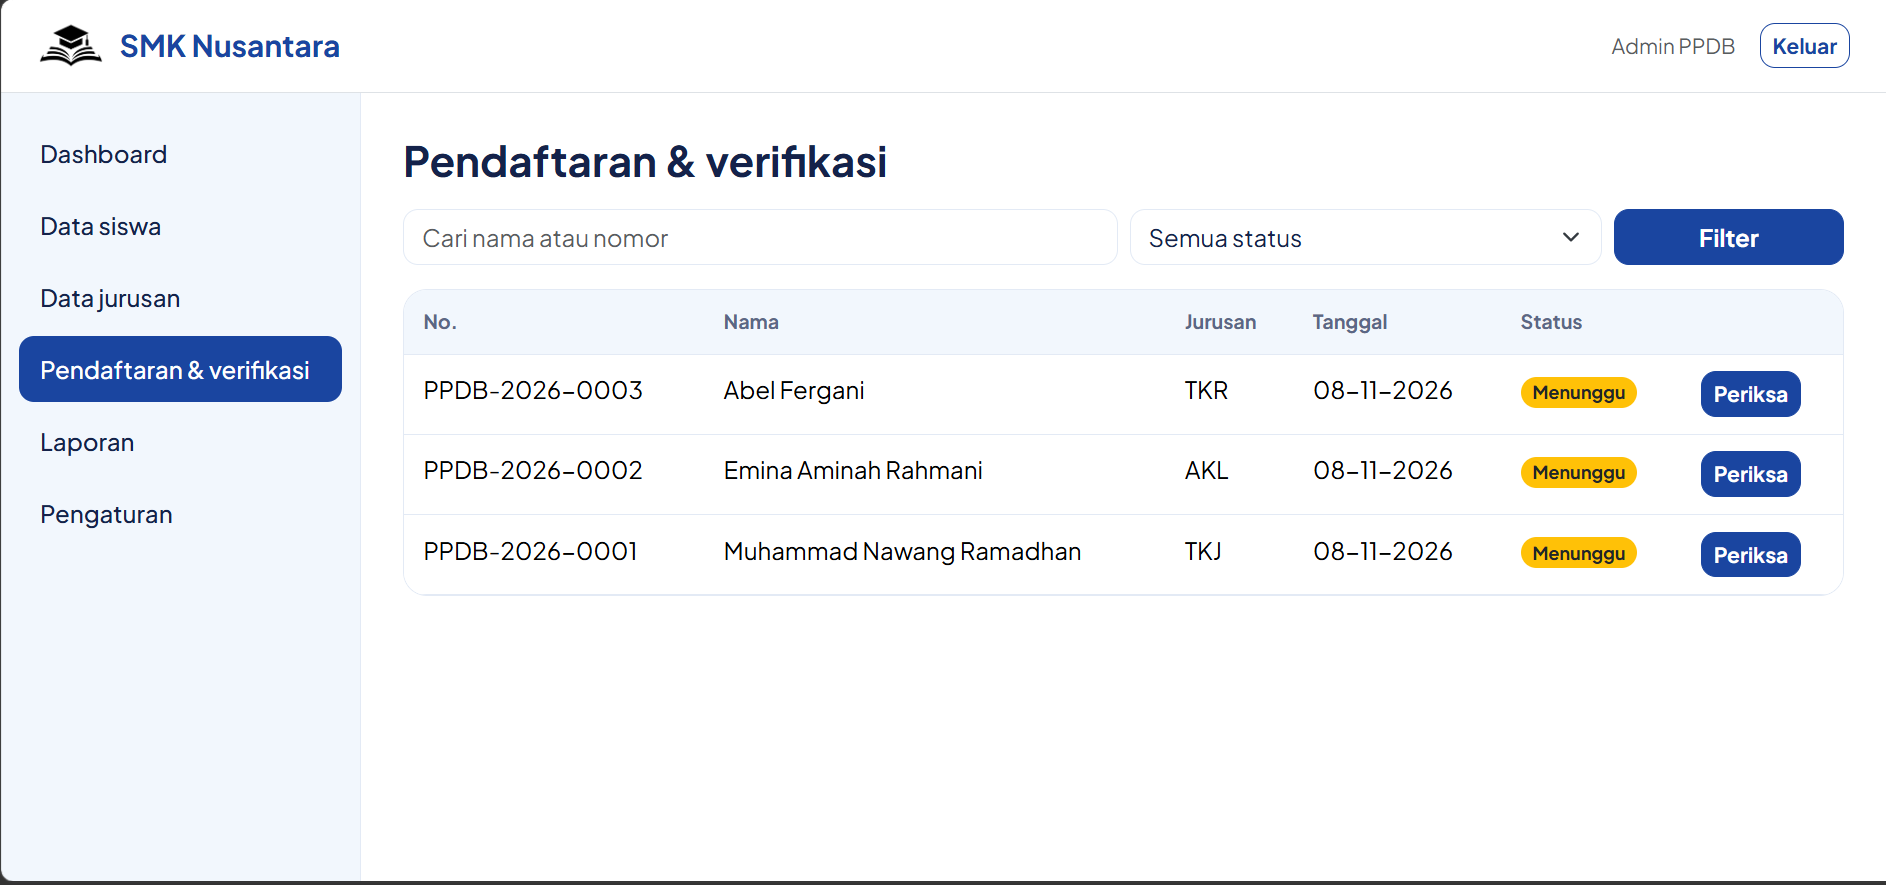 SMK Nusantara
Admin PPDB
Keluar
Dashboard
Data siswa
Data jurusan
Pendaftaran & verifikasi
Laporan
Pengaturan
Pendaftaran & verifikasi
Cari nama atau nomor
Semua status
Filter
No. Nama Jurusan Tanggal Status
PPDB-2026-0003 Abel Fergani TKR 08-11-2026 Menunggu Periksa
PPDB-2026-0002 Emina Aminah Rahmani AKL 08-11-2026 Menunggu Periksa
PPDB-2026-0001 Muhammad Nawang Ramadhan TKJ 08-11-2026 Menunggu Periksa